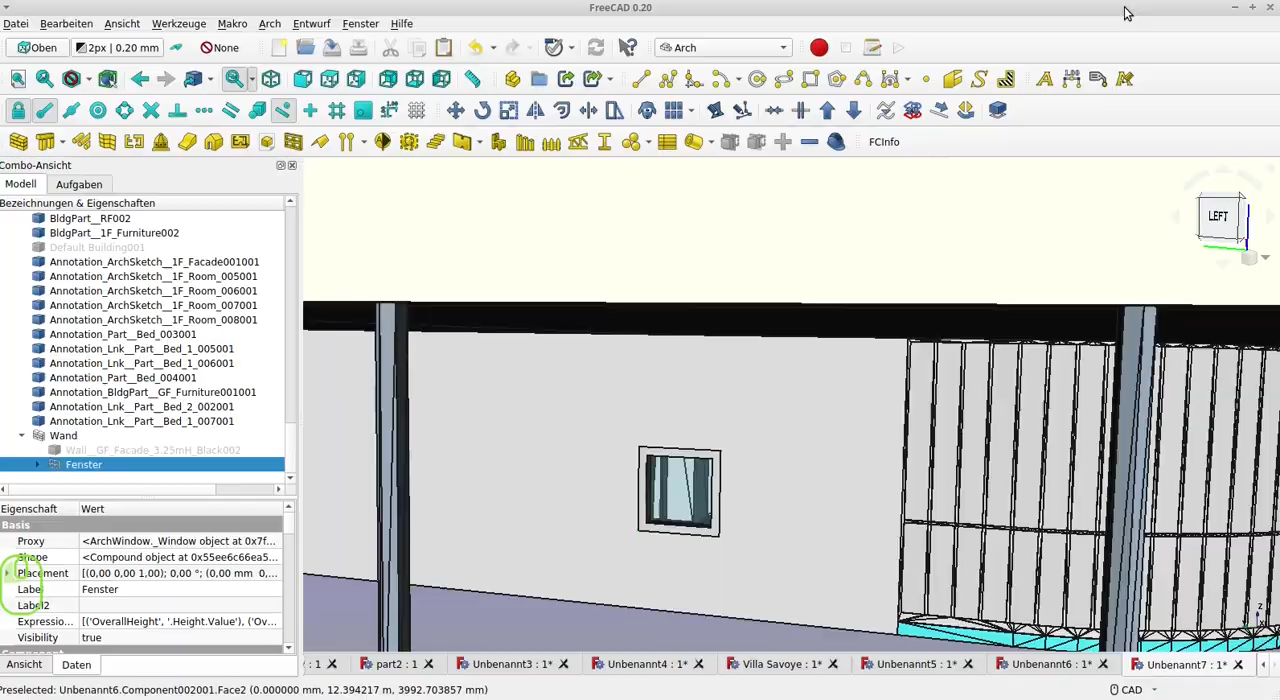 FreeCAD 0.20
Datei Bearbeiten Ansicht Werkzeuge Makro Arch Entwurf Fenster Hilfe
Oben 2px | 0.20 mm None Arch
FCInfo
Combo-Ansicht
Modell Aufgaben
Bezeichnungen & Eigenschaften
BldgPart__RF002
BldgPart__1F_Furniture002
Default Building001
Annotation_ArchSketch__1F_Facade001001
Annotation_ArchSketch__1F_Room_005001
Annotation_ArchSketch__1F_Room_006001
Annotation_ArchSketch__1F_Room_007001
Annotation_ArchSketch__1F_Room_008001
Annotation_Part__Bed_003001
Annotation_Lnk__Part__Bed_1_005001
Annotation_Lnk__Part__Bed_1_006001
Annotation_Part__Bed_004001
Annotation_BldgPart__GF_Furniture001001
Annotation_Lnk__Part__Bed_2_002001
Annotation_Lnk__Part__Bed_1_007001
Wand
Wall__GF_Facade_3.25mH_Black002
Fenster
Eigenschaft Wert
Basis
Proxy <ArchWindow._Window object at 0x7f...
Shape <Compound object at 0x55ee6c66ea5...
Placement [(0,00 0,00 1,00); 0,00 °; (0,00 mm 0,...
Label Fenster
Label2
Expressio... [('OverallHeight', '.Height.Value'), ('Ov...
Visibility true
Ansicht Daten
LEFT
z
: 1 part2 : 1 Unbenannt3 : 1* Unbenannt4 : 1* Villa Savoye : 1* Unbenannt5 : 1* Unbenannt6 : 1* Unbenannt7 : 1*
Preselected: Unbenannt6.Component002001.Face2 (0.000000 mm, 12.394217 m, 3992.703857 mm) CAD